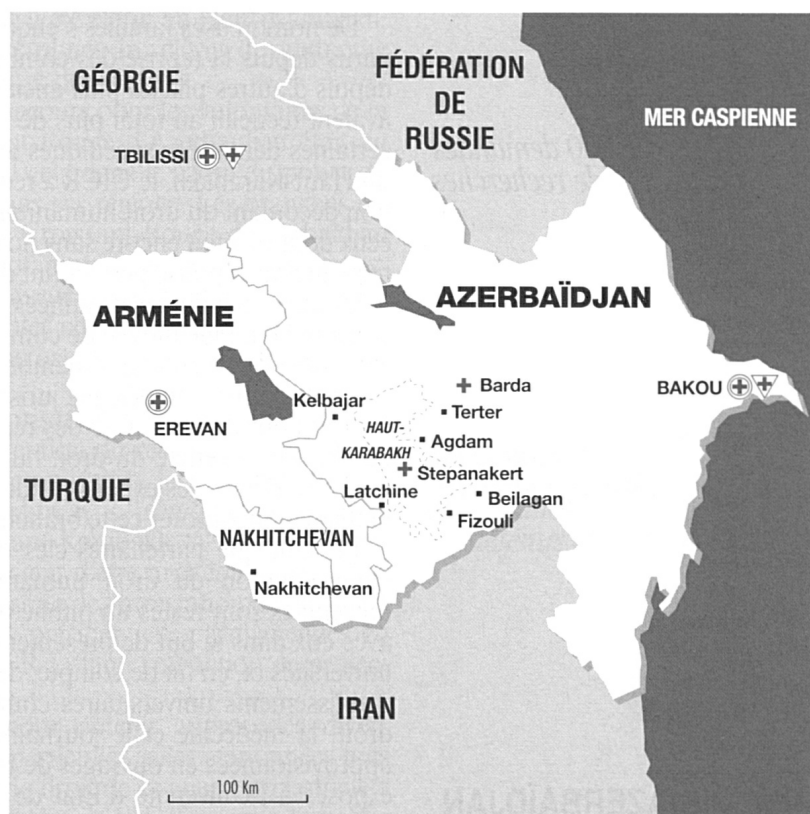 GÉORGIE
TBILISSI
FÉDÉRATION
DE
RUSSIE
MER CASPIENNE
ARMÉNIE
AZERBAÏDJAN
EREVAN
Kelbajar
HAUT-
KARABAKH
Barda
Terter
Agdam
Stepanakert
Latchine
Beilagan
Fizouli
BAKOU
TURQUIE
NAKHITCHEVAN
Nakhitchevan
IRAN
100 Km